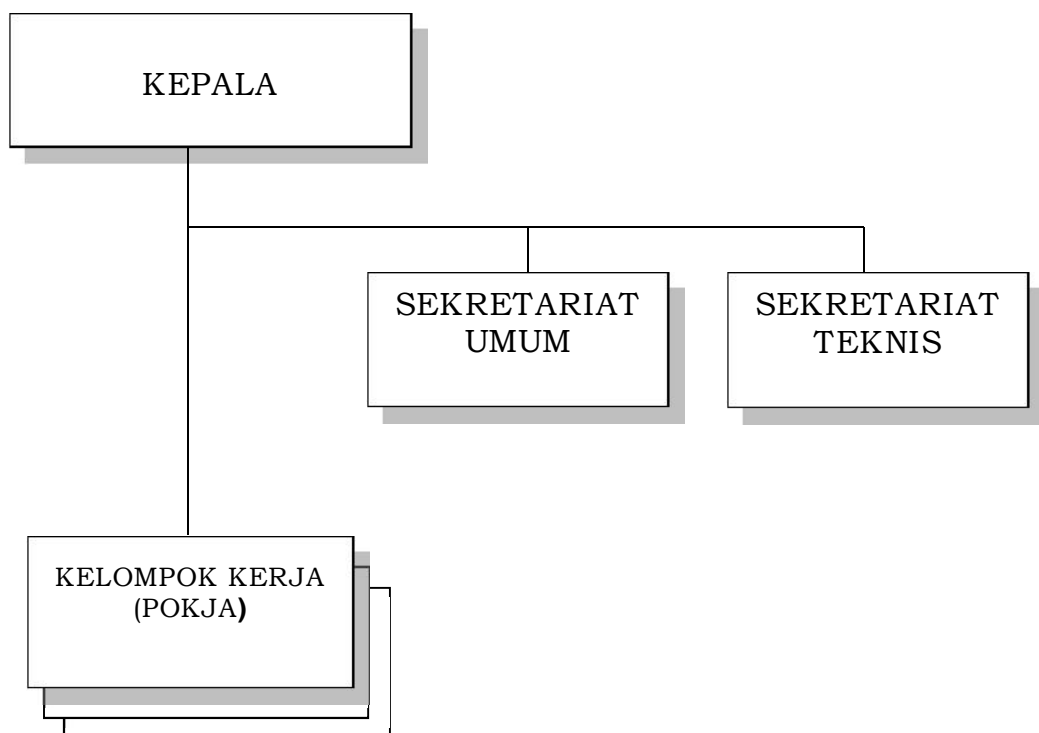 KEPALA
SEKRETARIAT
UMUM
SEKRETARIAT
TEKNIS
KELOMPOK KERJA
(POKJA)